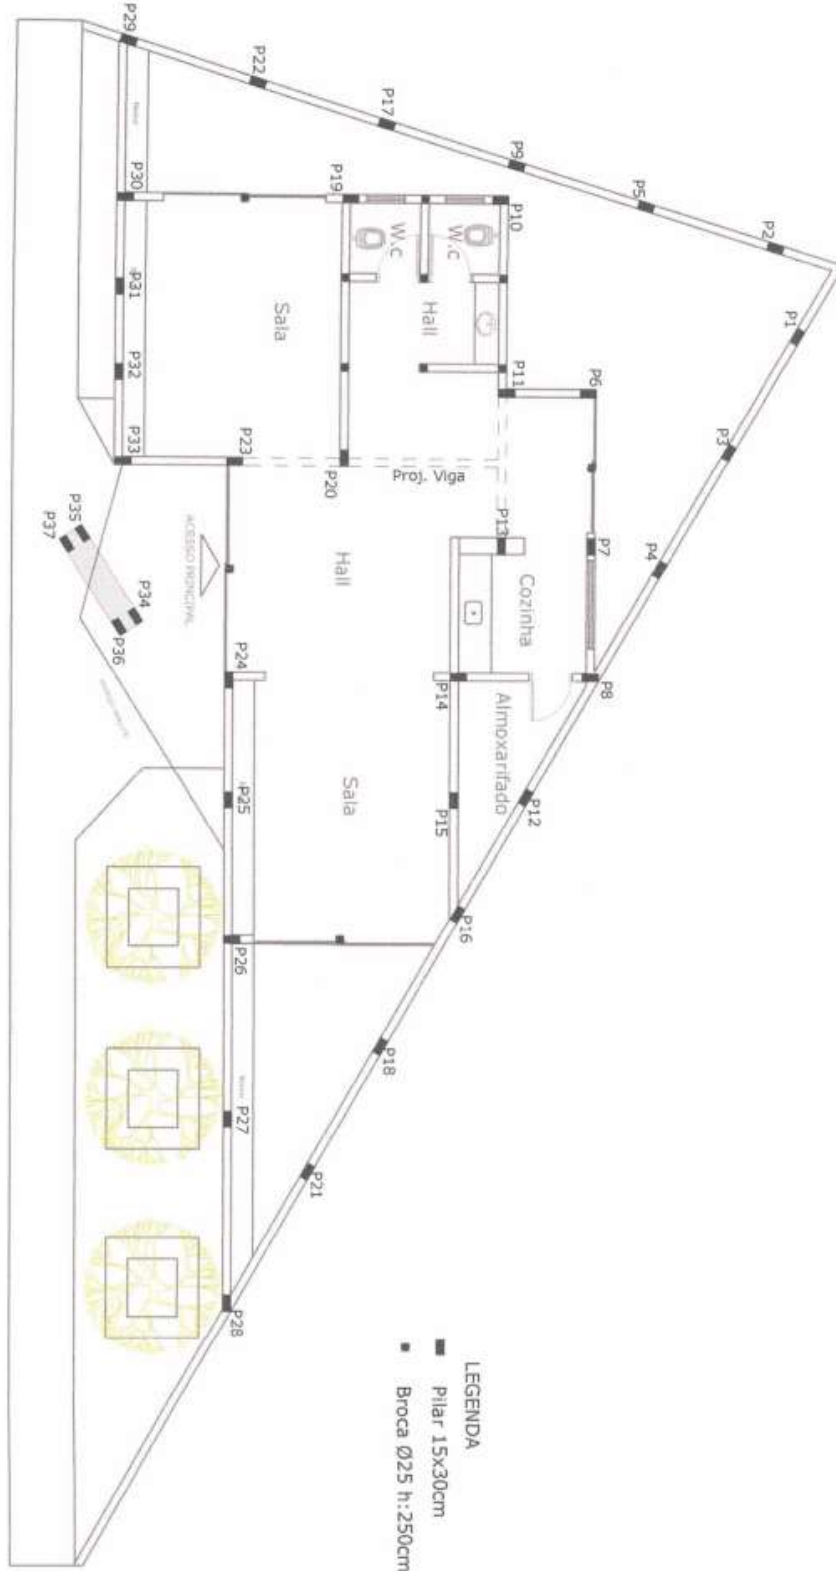 P29
P22
P17
P9
P5
P2
P1
P30
P19
P10
W.c
W.c
P31
Sala
Hall
P32
P11
P6
P3
P33
P23
P20
Proj. Viga
P35
P37
ACESSO PRINCIPAL
Hall
P13
P7
P4
Cozinha
P34
P36
P24
P14
P8
Almoxarifado
P25
Sala
P15
P12
P26
P16
P18
P27
P21
P28
LEGENDA
Pilar 15x30cm
Broca Ø25 h:250cm